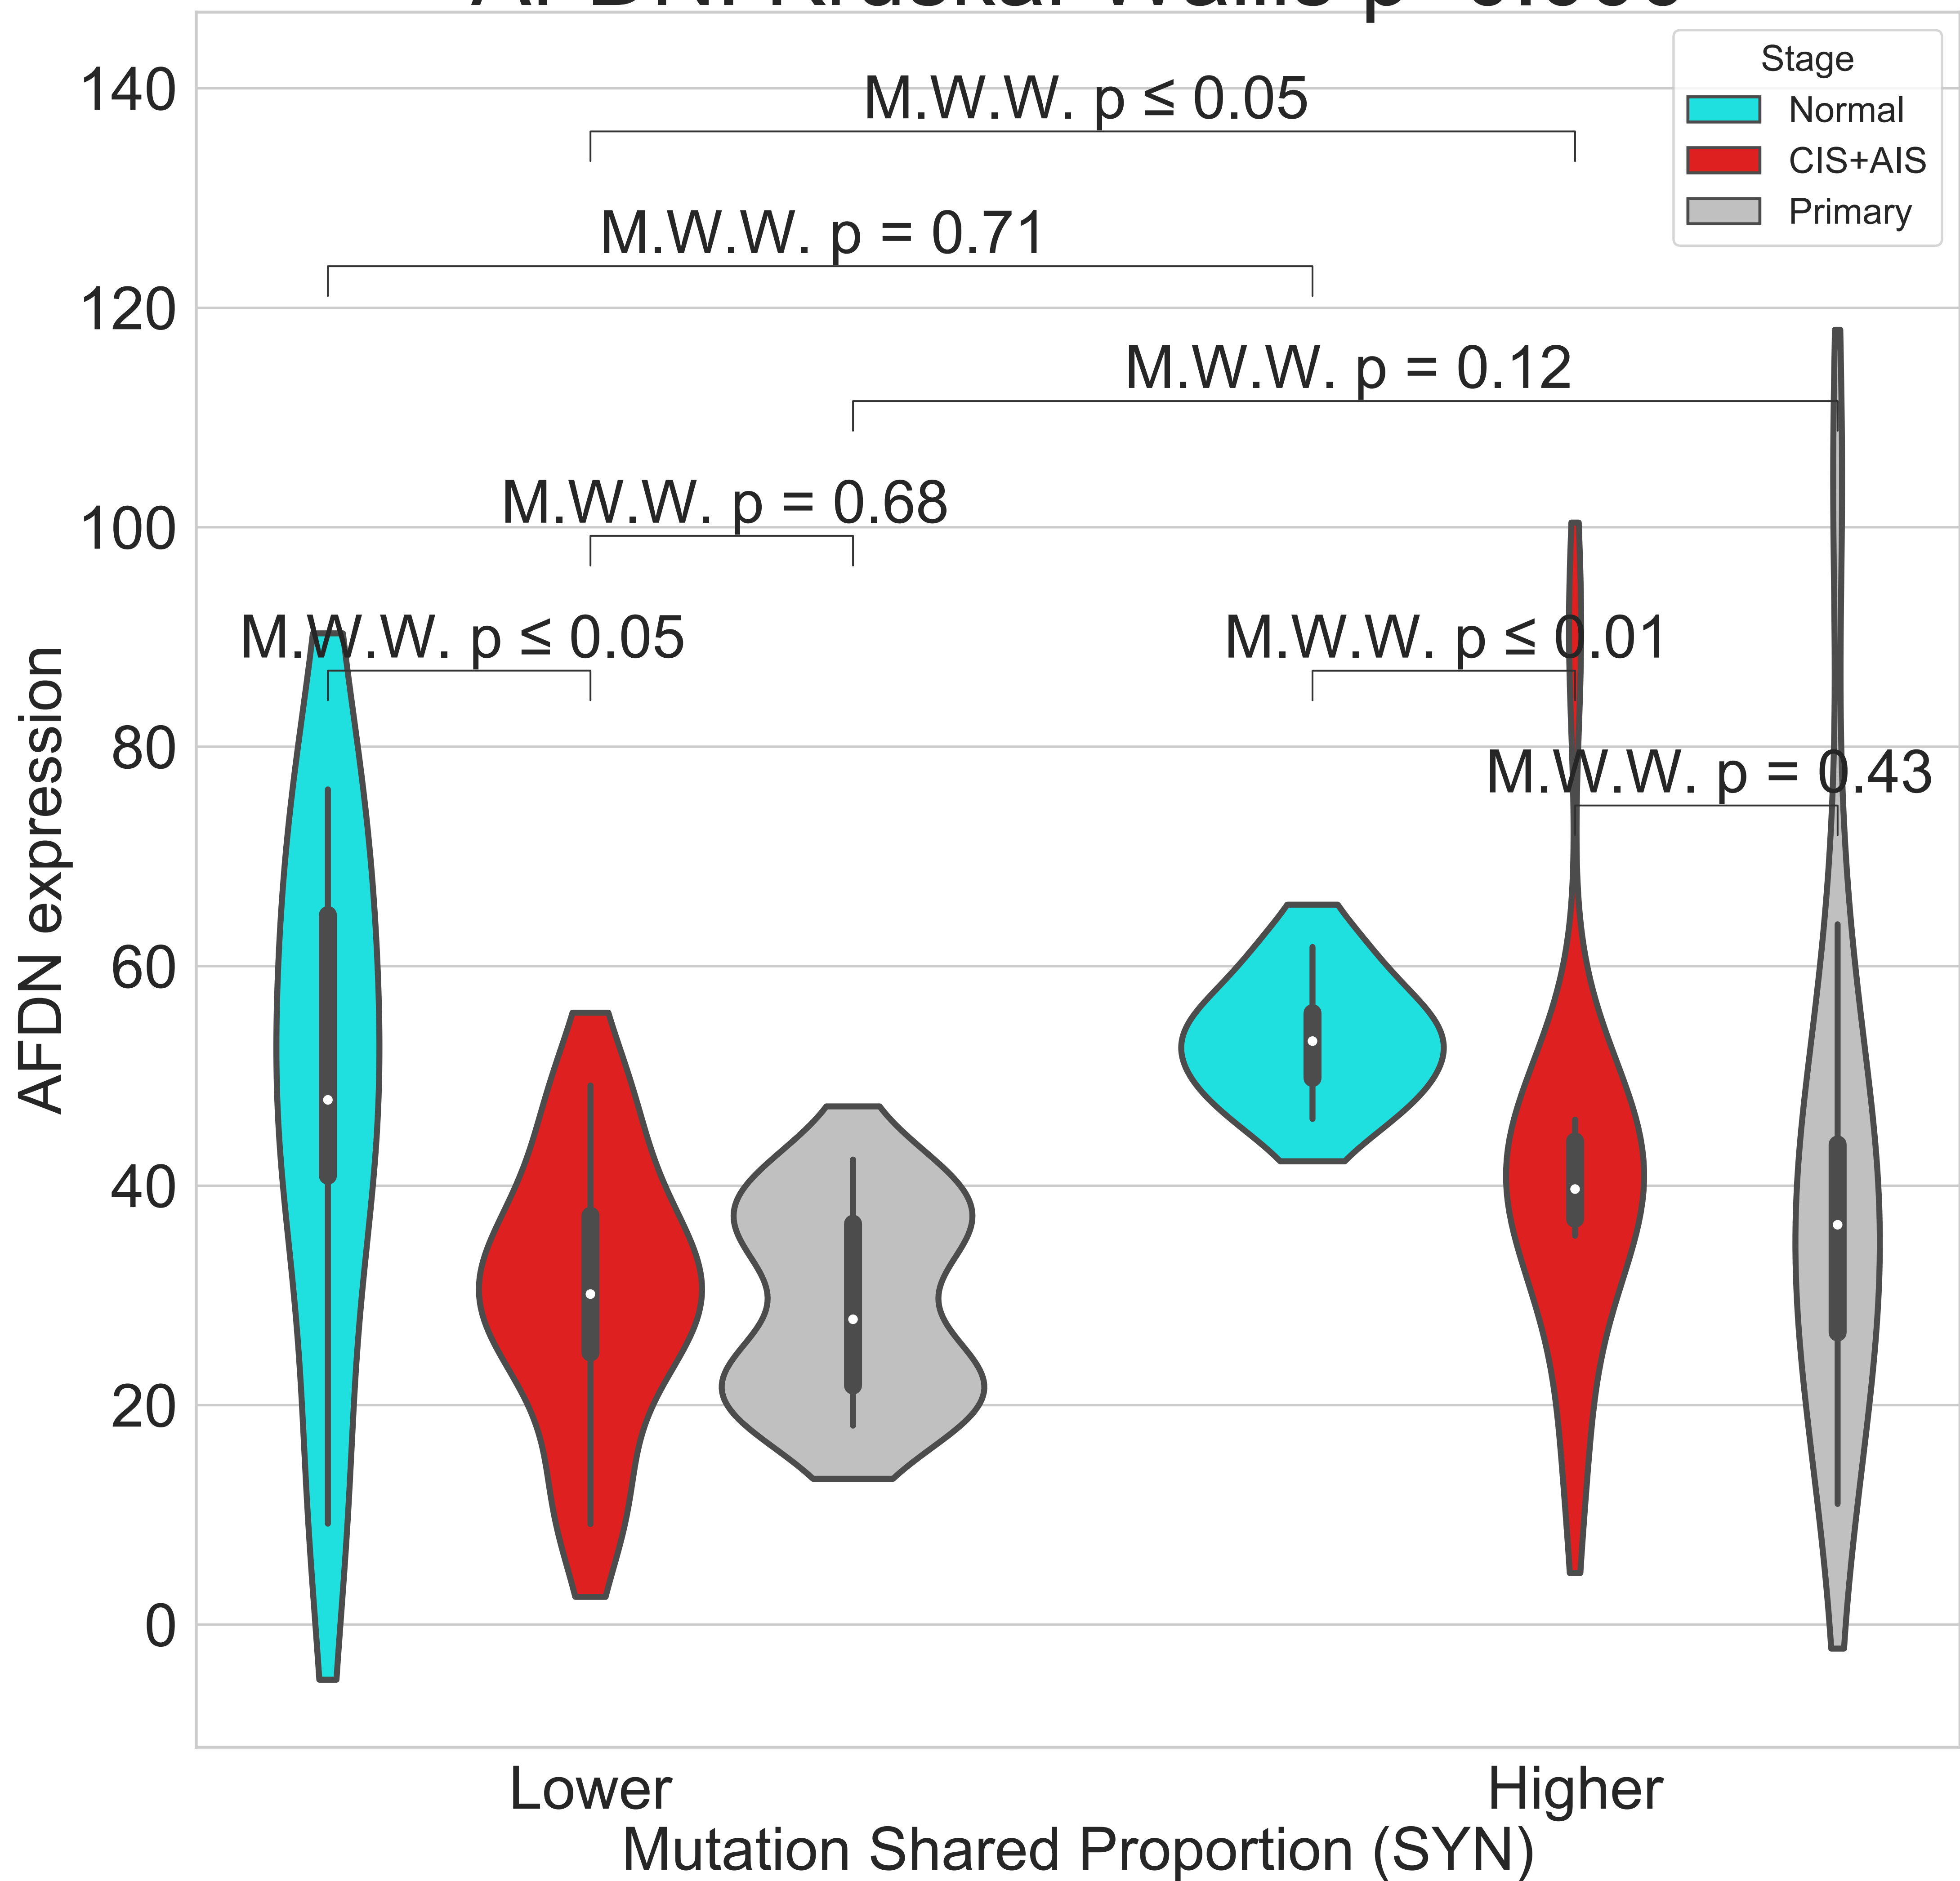 Stage
Normal
CIS+AIS
Primary
M.W.W. p ≤ 0.05
M.W.W. p = 0.71
M.W.W. p = 0.12
M.W.W. p = 0.68
M.W.W. p ≤ 0.05
M.W.W. p ≤ 0.01
M.W.W. p = 0.43
140
120
100
80
60
40
20
0
AFDN expression
Lower
Higher
Mutation Shared Proportion (SYN)